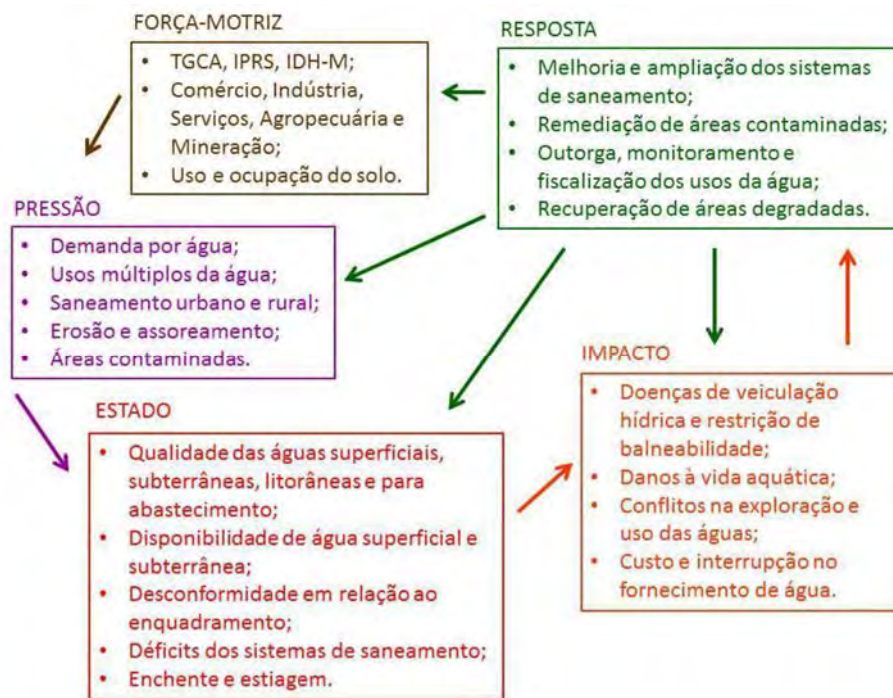 FORÇA-MOTRIZ
• TGCA, IPRS, IDH-M;
• Comércio, Indústria,
Serviços, Agropecuária e
Mineração;
• Uso e ocupação do solo.
RESPOSTA
• Melhoria e ampliação dos sistemas
de saneamento;
• Remediação de áreas contaminadas;
• Outorga, monitoramento e
fiscalização dos usos da água;
• Recuperação de áreas degradadas.
PRESSÃO
• Demanda por água;
• Usos múltiplos da água;
• Saneamento urbano e rural;
• Erosão e assoreamento;
• Áreas contaminadas.
ESTADO
• Qualidade das águas superficiais,
subterrâneas, litorâneas e para
abastecimento;
• Disponibilidade de água superficial e
subterrânea;
• Desconformidade em relação ao
enquadramento;
• Déficits dos sistemas de saneamento;
• Enchente e estiagem.
IMPACTO
• Doenças de veiculação
hídrica e restrição de
balneabilidade;
• Danos à vida aquática;
• Conflitos na exploração e
uso das águas;
• Custo e interrupção no
fornecimento de água.